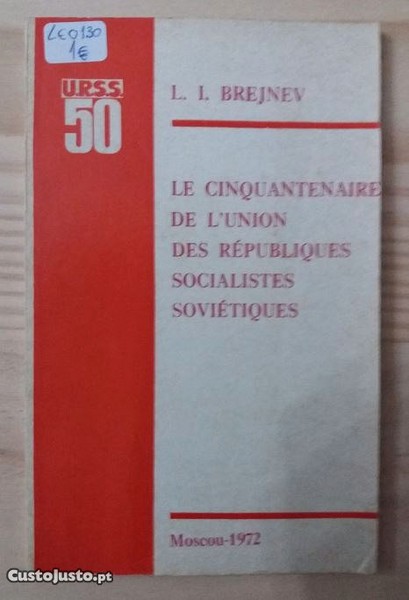 LEO130
1€
U.R.S.S.
50
L. I. BREJNEV
LE CINQUANTENAIRE
DE L'UNION
DES RÉPUBLIQUES
SOCIALISTES
SOVIÉTIQUES
Moscou-1972
CustoJusto.pt